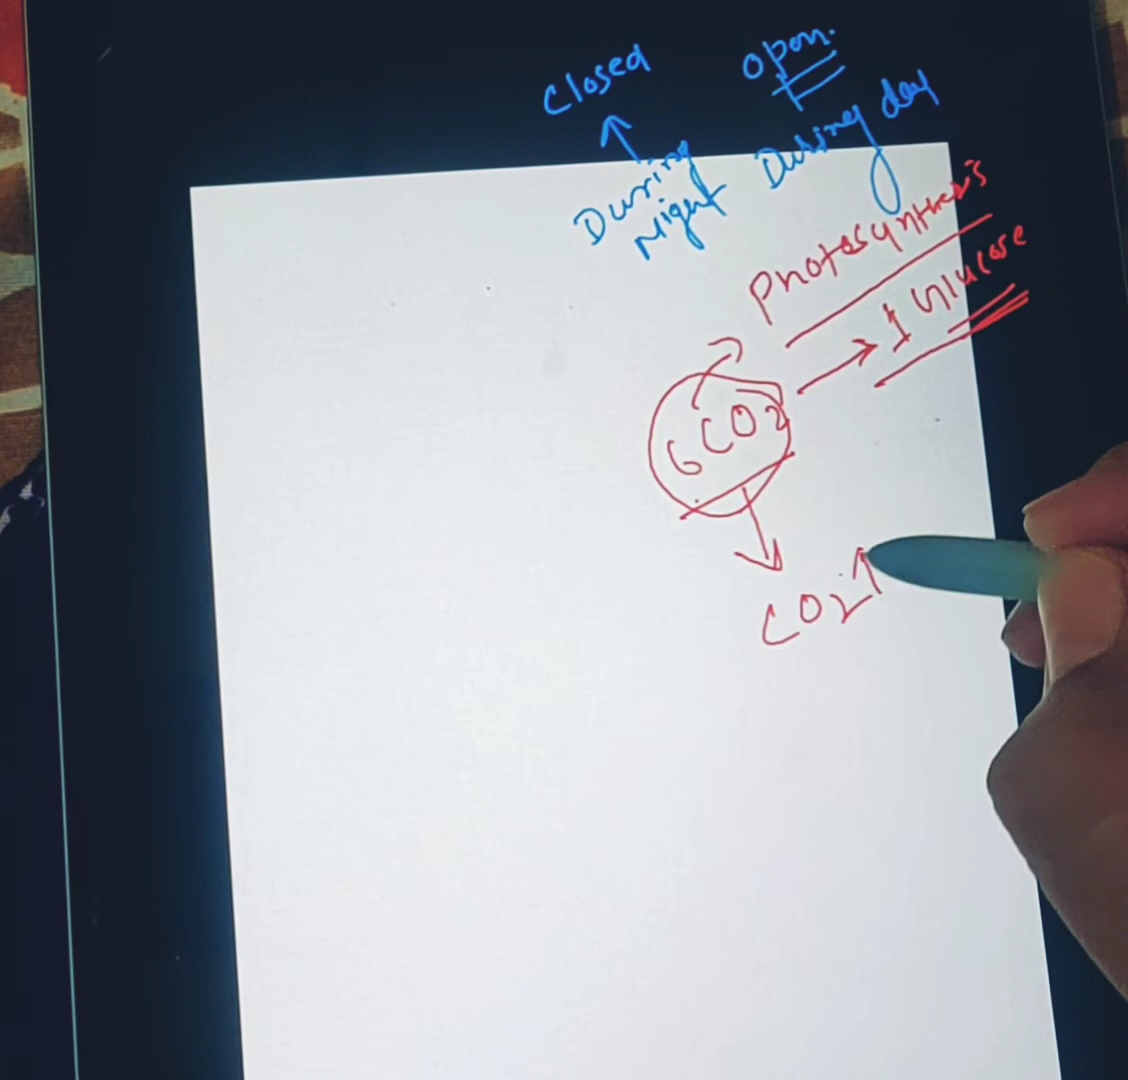 Closed
open.
During
Night
During day
Photosynthesis
6CO2
→ 1 Glucose
CO2↑